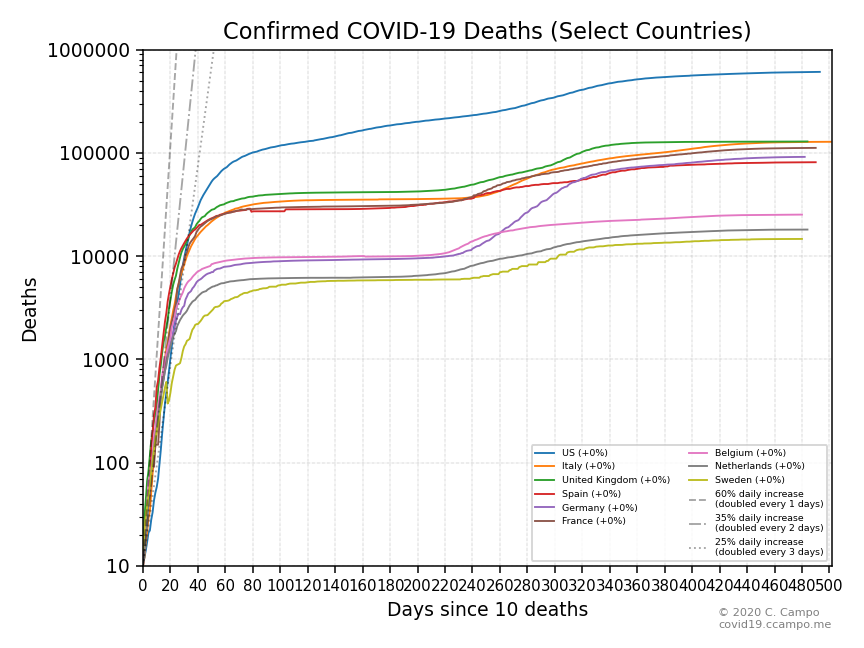 Confirmed COVID-19 Deaths (Select Countries)
1000000
100000
10000
1000
100
10
Deaths
0 20 40 60 80 100 120 140 160 180 200 220 240 260 280 300 320 340 360 380 400 420 440 460 480 500
Days since 10 deaths
US (+0%)
Italy (+0%)
United Kingdom (+0%)
Spain (+0%)
Germany (+0%)
France (+0%)
Belgium (+0%)
Netherlands (+0%)
Sweden (+0%)
60% daily increase
(doubled every 1 days)
35% daily increase
(doubled every 2 days)
25% daily increase
(doubled every 3 days)
© 2020 C. Campo
covid19.ccampo.me